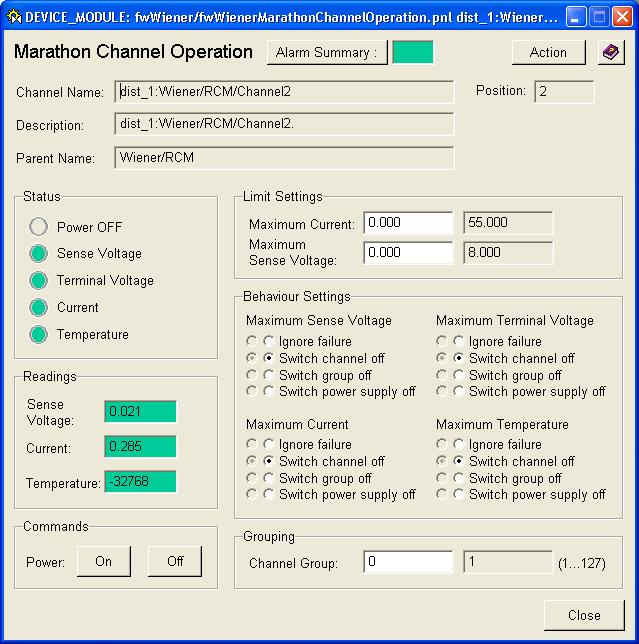 DEVICE_MODULE: fwWiener/fwWienerMarathonChannelOperation.pnl dist_1:Wiener...
Marathon Channel Operation Alarm Summary : Action
Channel Name: dist_1:Wiener/RCM/Channel2 Position: 2
Description: dist_1:Wiener/RCM/Channel2.
Parent Name: Wiener/RCM
Status
Power OFF
Sense Voltage
Terminal Voltage
Current
Temperature
Readings
Sense
Voltage: 0.021
Current: 0.285
Temperature: -32768
Commands
Power: On Off
Limit Settings
Maximum Current: 0.000 55.000
Maximum
Sense Voltage: 0.000 8.000
Behaviour Settings
Maximum Sense Voltage
Ignore failure
Switch channel off
Switch group off
Switch power supply off
Maximum Terminal Voltage
Ignore failure
Switch channel off
Switch group off
Switch power supply off
Maximum Current
Ignore failure
Switch channel off
Switch group off
Switch power supply off
Maximum Temperature
Ignore failure
Switch channel off
Switch group off
Switch power supply off
Grouping
Channel Group: 0 1 (1...127)
Close